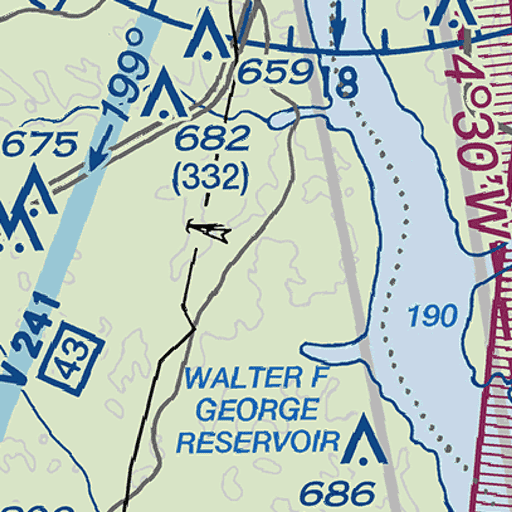 199°
659
18
4°30'W
675
682
(332)
190
V 241
43
WALTER F
GEORGE
RESERVOIR
686